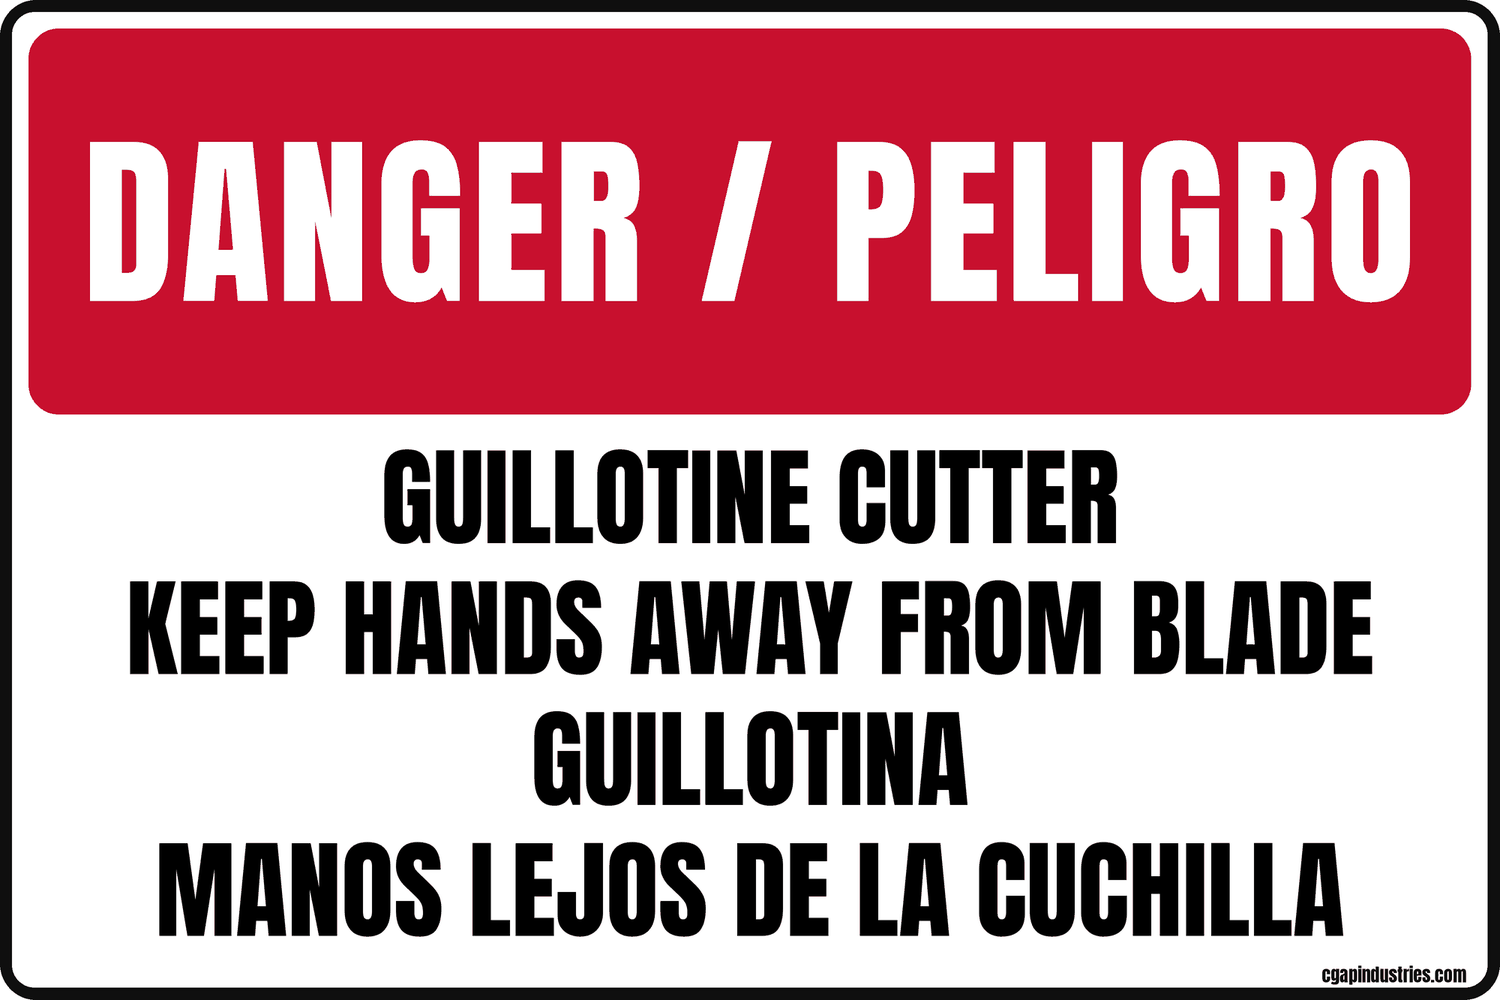 DANGER / PELIGRO
GUILLOTINE CUTTER
KEEP HANDS AWAY FROM BLADE
GUILLOTINA
MANOS LEJOS DE LA CUCHILLA
cgapindustries.com